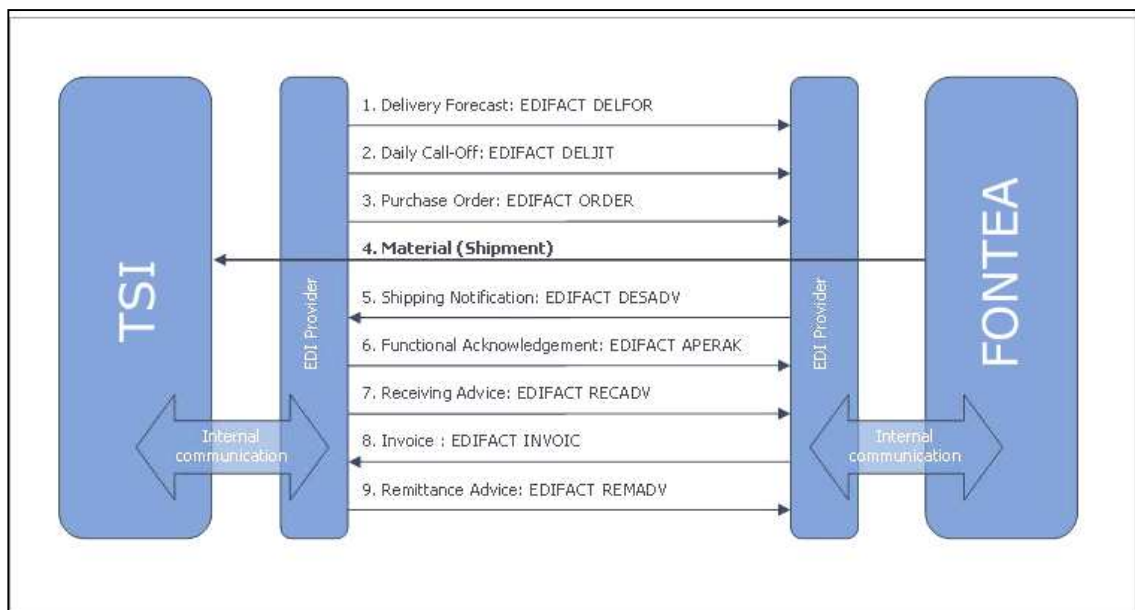 1. Delivery Forecast: EDIFACT DELFOR
2. Daily Call-Off: EDIFACT DELJIT
3. Purchase Order: EDIFACT ORDER
4. Material (Shipment)
5. Shipping Notification: EDIFACT DESADV
6. Functional Acknowledgement: EDIFACT APERAK
7. Receiving Advice: EDIFACT RECADV
8. Invoice : EDIFACT INVOIC
9. Remittance Advice: EDIFACT REMADV
TSI
EDI Provider
EDI Provider
FONTEA
Internal
communication
Internal
communication